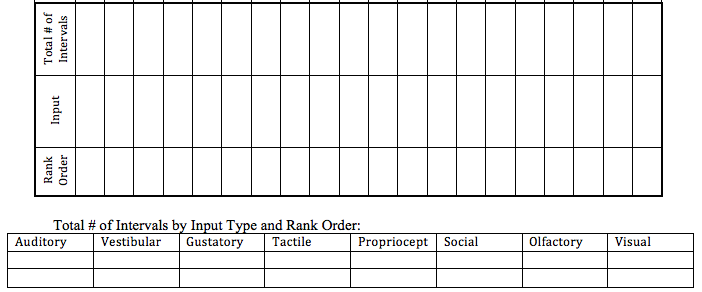 Total # of
Intervals
Input
Rank
Order
Total # of Intervals by Input Type and Rank Order:
Auditory Vestibular Gustatory Tactile Propriocept Social Olfactory Visual